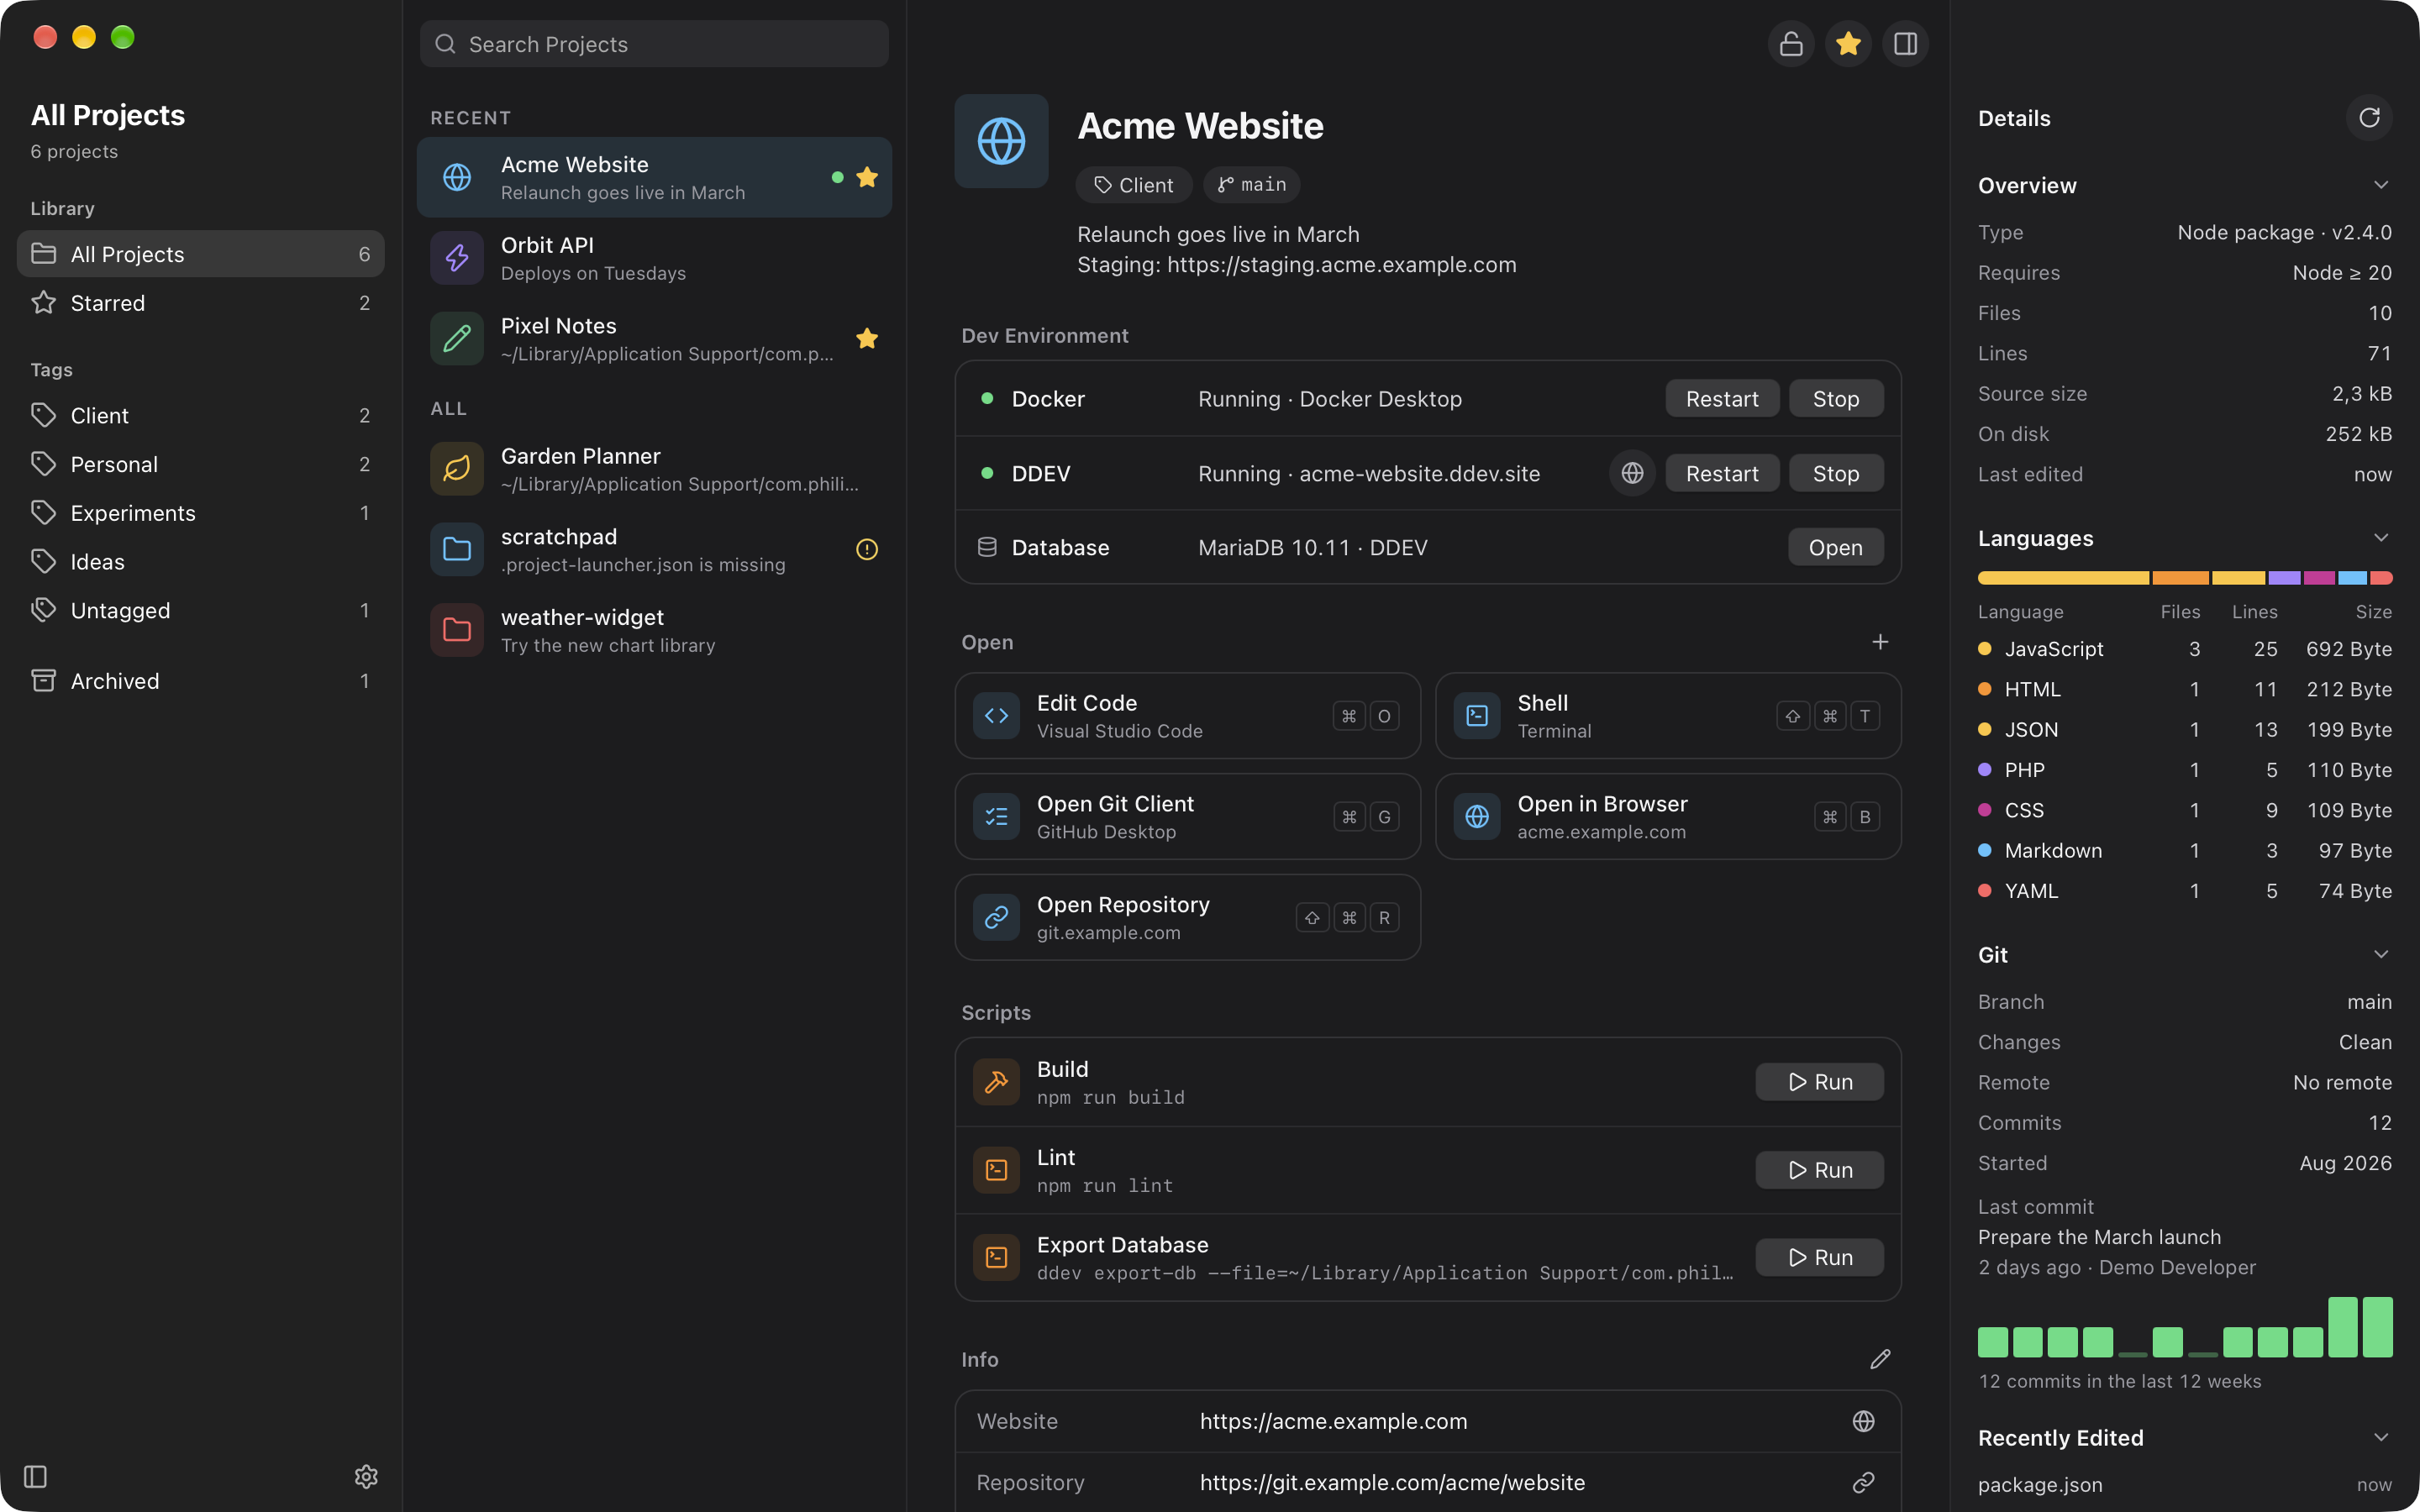 All Projects
6 projects
Library
All Projects 6
Starred 2
Tags
Client 2
Personal 2
Experiments 1
Ideas
Untagged 1
Archived 1
Search Projects
RECENT
Acme Website
Relaunch goes live in March
Orbit API
Deploys on Tuesdays
Pixel Notes
~/Library/Application Support/com.p...
ALL
Garden Planner
~/Library/Application Support/com.phili...
scratchpad
.project-launcher.json is missing
weather-widget
Try the new chart library
Acme Website
Client main
Relaunch goes live in March
Staging: https://staging.acme.example.com
Dev Environment
Docker Running · Docker Desktop Restart Stop
DDEV Running · acme-website.ddev.site Restart Stop
Database MariaDB 10.11 · DDEV Open
Open
Edit Code
Visual Studio Code
⌘ O
Shell
Terminal
⇧ ⌘ T
Open Git Client
GitHub Desktop
⌘ G
Open in Browser
acme.example.com
⌘ B
Open Repository
git.example.com
⇧ ⌘ R
Scripts
Build
npm run build
Run
Lint
npm run lint
Run
Export Database
ddev export-db --file=~/Library/Application Support/com.phil...
Run
Info
Website https://acme.example.com
Repository https://git.example.com/acme/website
Details
Overview
Type Node package · v2.4.0
Requires Node ≥ 20
Files 10
Lines 71
Source size 2,3 kB
On disk 252 kB
Last edited now
Languages
Language Files Lines Size
JavaScript 3 25 692 Byte
HTML 1 11 212 Byte
JSON 1 13 199 Byte
PHP 1 5 110 Byte
CSS 1 9 109 Byte
Markdown 1 3 97 Byte
YAML 1 5 74 Byte
Git
Branch main
Changes Clean
Remote No remote
Commits 12
Started Aug 2026
Last commit
Prepare the March launch
2 days ago · Demo Developer
12 commits in the last 12 weeks
Recently Edited
package.json now